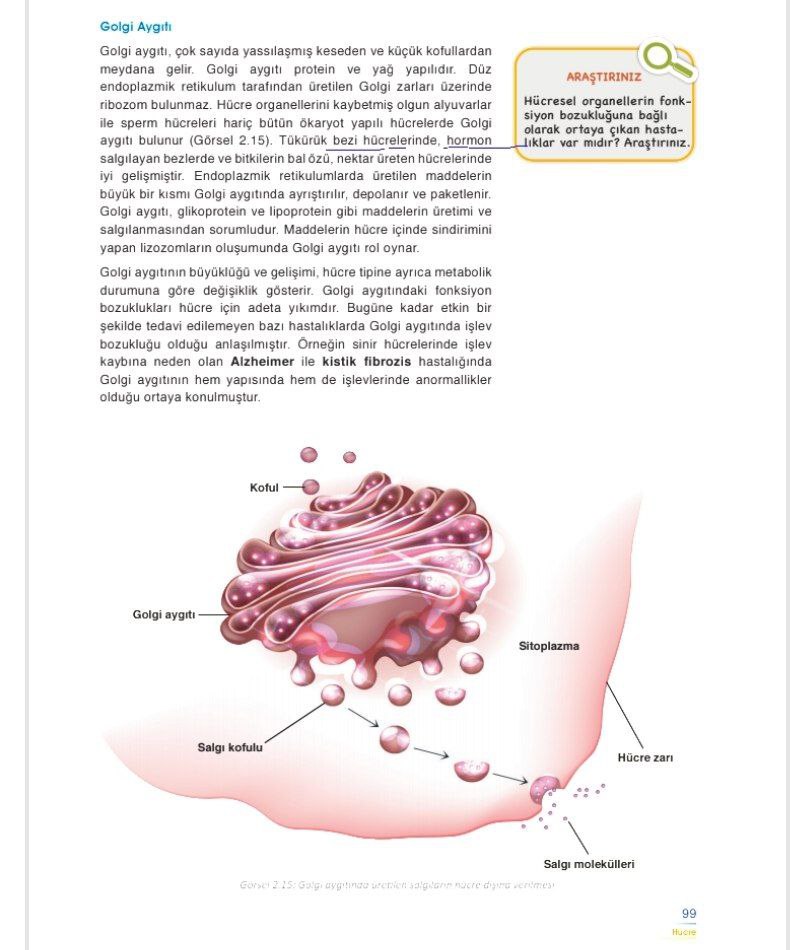 Golgi Aygıtı
Golgi aygıtı, çok sayıda yassılaşmış keseden ve küçük kofullardan
meydana gelir. Golgi aygıtı protein ve yağ yapılıdır. Düz
endoplazmik retikulum tarafından üretilen Golgi zarları üzerinde
ribozom bulunmaz. Hücre organellerini kaybetmiş olgun alyuvarlar
ile sperm hücreleri hariç bütün ökaryot yapılı hücrelerde Golgi
aygıtı bulunur (Görsel 2.15). Tükürük bezi hücrelerinde, hormon
salgılayan bezlerde ve bitkilerin bal özü, nektar üreten hücrelerinde
iyi gelişmiştir. Endoplazmik retikulumlarda üretilen maddelerin
büyük bir kısmı Golgi aygıtında ayrıştırılır, depolanır ve paketlenir.
Golgi aygıtı, glikoprotein ve lipoprotein gibi maddelerin üretimi ve
salgılanmasından sorumludur. Maddelerin hücre içinde sindirimini
yapan lizozomların oluşumunda Golgi aygıtı rol oynar.
Golgi aygıtının büyüklüğü ve gelişimi, hücre tipine ayrıca metabolik
durumuna göre değişiklik gösterir. Golgi aygıtındaki fonksiyon
bozuklukları hücre için adeta yıkımdır. Bugüne kadar etkin bir
şekilde tedavi edilemeyen bazı hastalıklarda Golgi aygıtında işlev
bozukluğu olduğu anlaşılmıştır. Örneğin sinir hücrelerinde işlev
kaybına neden olan Alzheimer ile kistik fibrozis hastalığında
Golgi aygıtının hem yapısında hem de işlevlerinde anormallikler
olduğu ortaya konulmuştur.
ARAŞTIRINIZ
Hücresel organellerin fonk-
siyon bozukluğuna bağlı
olarak ortaya çıkan hasta-
lıklar var mıdır? Araştırınız.
Koful
Golgi aygıtı
Sitoplazma
Salgı kofulu
Hücre zarı
Salgı molekülleri
Görsel 2.15: Golgi aygıtında üretilen salgıların hücre dışına verilmesi
99
Hücre